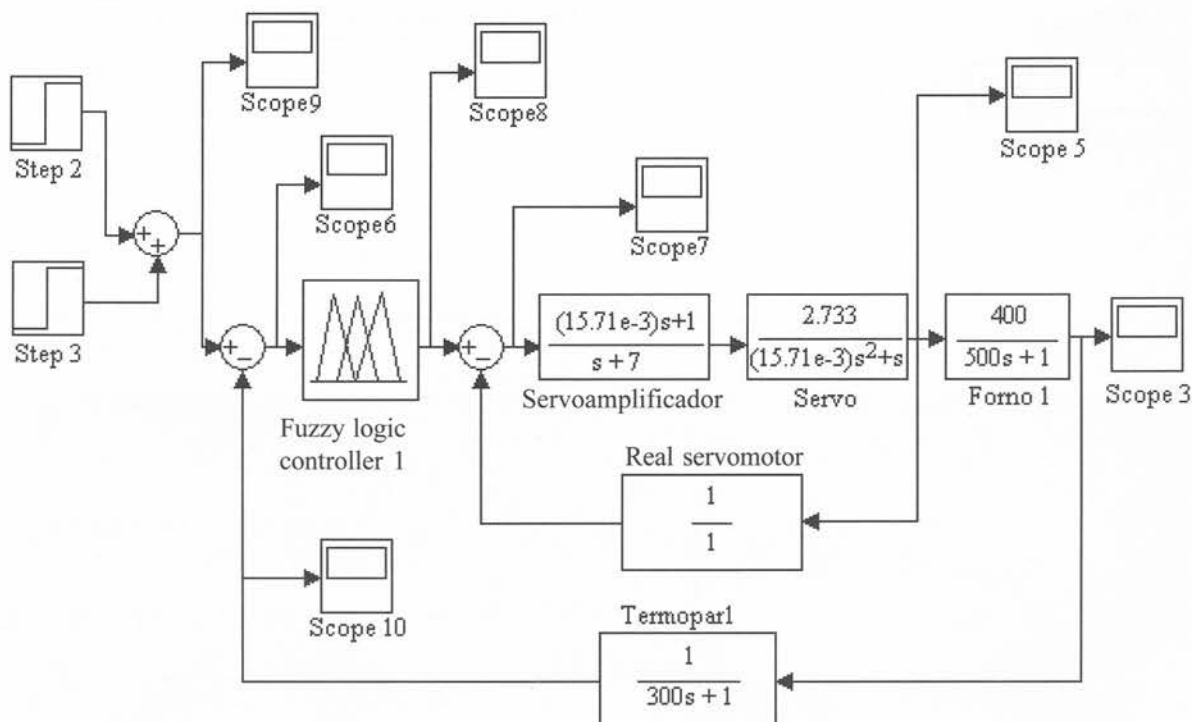 Scope9
Scope8
Scope 5
Step 2
Scope6
Scope7
+
+
Step 3
+
−
Fuzzy logic
controller 1
+
−
(15.71e-3)s+1
s + 7
Servoamplificador
2.733
(15.71e-3)s²+s
Servo
400
500s + 1
Forno 1
Scope 3
Real servomotor
1
1
Scope 10
Termopar1
1
300s + 1